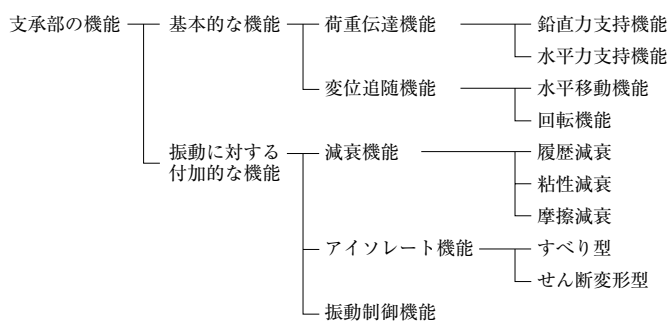 支承部の機能
基本的な機能
荷重伝達機能
鉛直力支持機能
水平力支持機能
変位追随機能
水平移動機能
回転機能
振動に対する
付加的な機能
減衰機能
履歴減衰
粘性減衰
摩擦減衰
アイソレート機能
すべり型
せん断変形型
振動制御機能